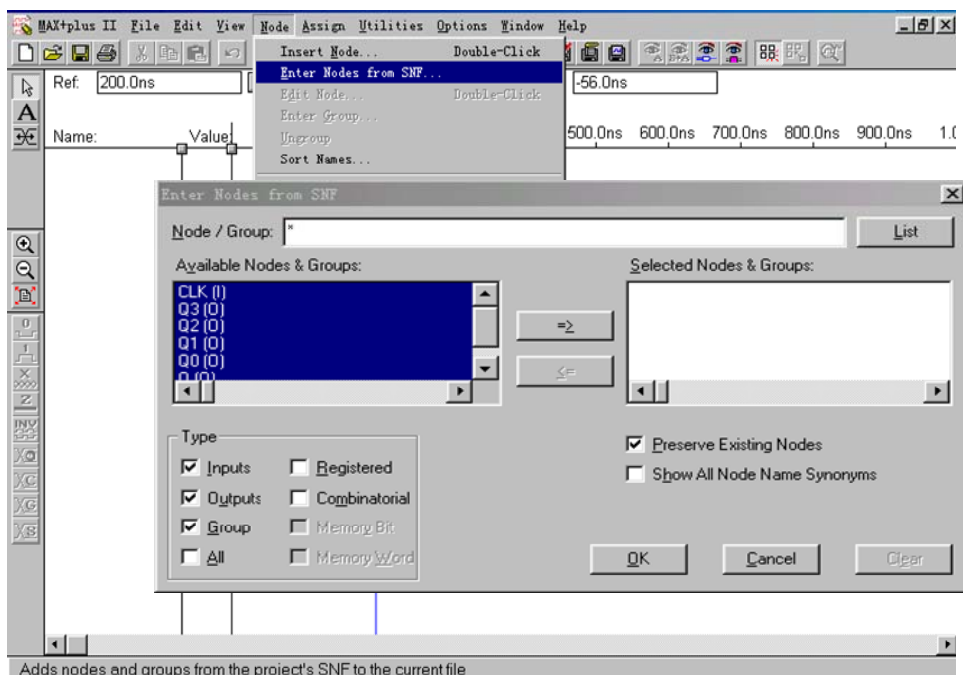 MAX+plus II File Edit View Node Assign Utilities Options Window Help
Insert Node... Double-Click
Enter Nodes from SNF...
Edit Node... Double-Click
Enter Group...
Ungroup
Sort Names...
Ref: 200.0ns -56.0ns
Name: Value: 500.0ns 600.0ns 700.0ns 800.0ns 900.0ns 1.0
Enter Nodes from SNF
Node / Group: * List
Available Nodes & Groups: Selected Nodes & Groups:
CLK (I)
Q3 (O)
Q2 (O)
Q1 (O)
Q0 (O)
Q (O)
=>
<=
Type
Inputs Registered
Outputs Combinatorial
Group Memory Bit
All Memory Word
Preserve Existing Nodes
Show All Node Name Synonyms
OK Cancel Clear
A
0
1
X
Z
INV
Adds nodes and groups from the project's SNF to the current file